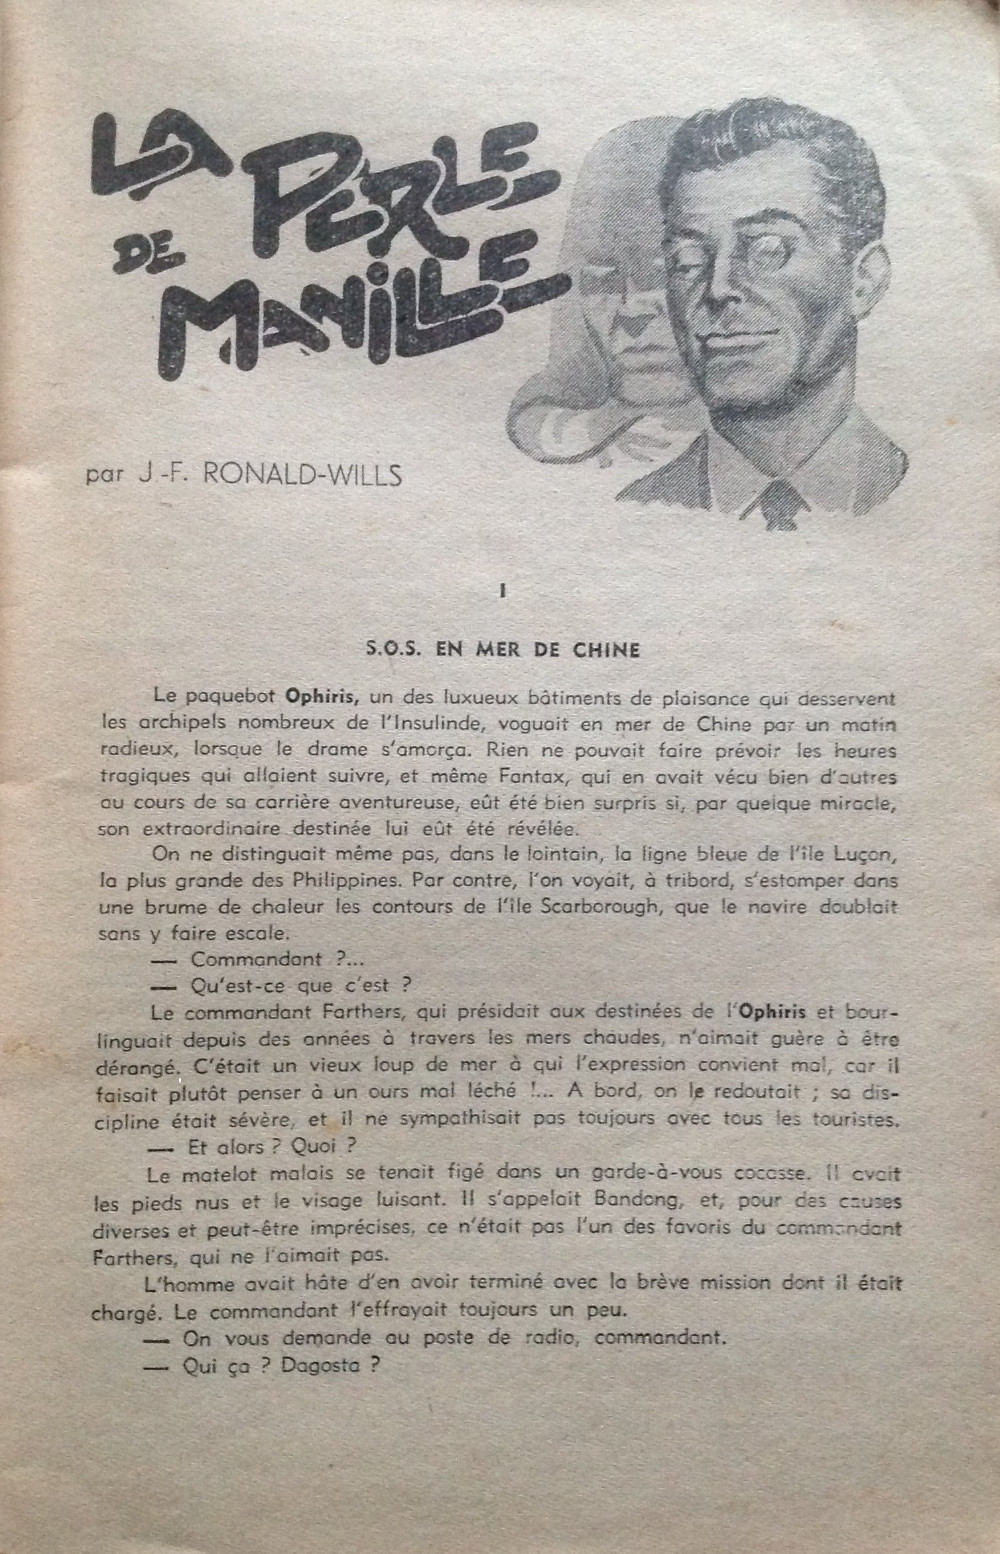 LA PERLE
DE MANILLE
par J.-F. RONALD-WILLS
I
S.O.S. EN MER DE CHINE
Le paquebot Ophiris, un des luxueux bâtiments de plaisance qui desservent
les archipels nombreux de l'Insulinde, voguait en mer de Chine par un matin
radieux, lorsque le drame s'amorça. Rien ne pouvait faire prévoir les heures
tragiques qui allaient suivre, et même Fantax, qui en avait vécu bien d'autres
au cours de sa carrière aventureuse, eût été bien surpris si, par quelque miracle,
son extraordinaire destinée lui eût été révélée.
On ne distinguait même pas, dans le lointain, la ligne bleue de l'île Luçon,
la plus grande des Philippines. Par contre, l'on voyait, à tribord, s'estomper dans
une brume de chaleur les contours de l'île Scarborough, que le navire doublait
sans y faire escale.
— Commandant ?...
— Qu'est-ce que c'est ?
Le commandant Farthers, qui présidait aux destinées de l'Ophiris et bour-
linguait depuis des années à travers les mers chaudes, n'aimait guère à être
dérangé. C'était un vieux loup de mer à qui l'expression convient mal, car il
faisait plutôt penser à un ours mal léché !... A bord, on le redoutait ; sa dis-
cipline était sévère, et il ne sympathisait pas toujours avec tous les touristes.
— Et alors ? Quoi ?
Le matelot malais se tenait figé dans un garde-à-vous cocasse. Il avait
les pieds nus et le visage luisant. Il s'appelait Bandong, et, pour des causes
diverses et peut-être imprécises, ce n'était pas l'un des favoris du commandant
Farthers, qui ne l'aimait pas.
L'homme avait hâte d'en avoir terminé avec la brève mission dont il était
chargé. Le commandant l'effrayait toujours un peu.
— On vous demande au poste de radio, commandant.
— Qui ça ? Dagosta ?